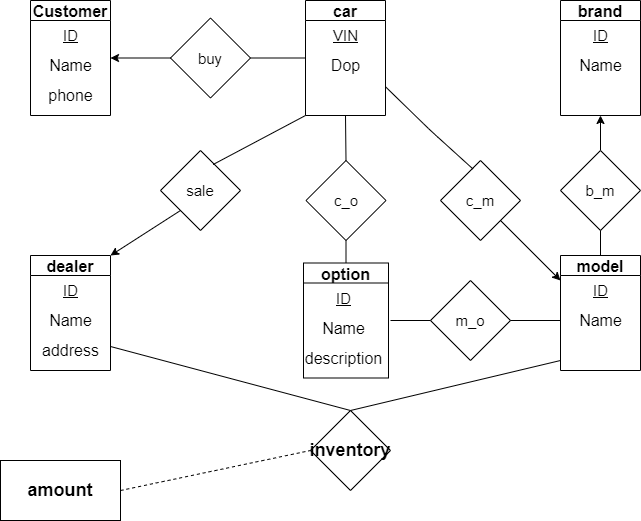 Customer
ID
Name
phone
buy
car
VIN
Dop
brand
ID
Name
sale
c_o
c_m
b_m
dealer
ID
Name
address
option
ID
Name
description
m_o
model
ID
Name
inventory
amount